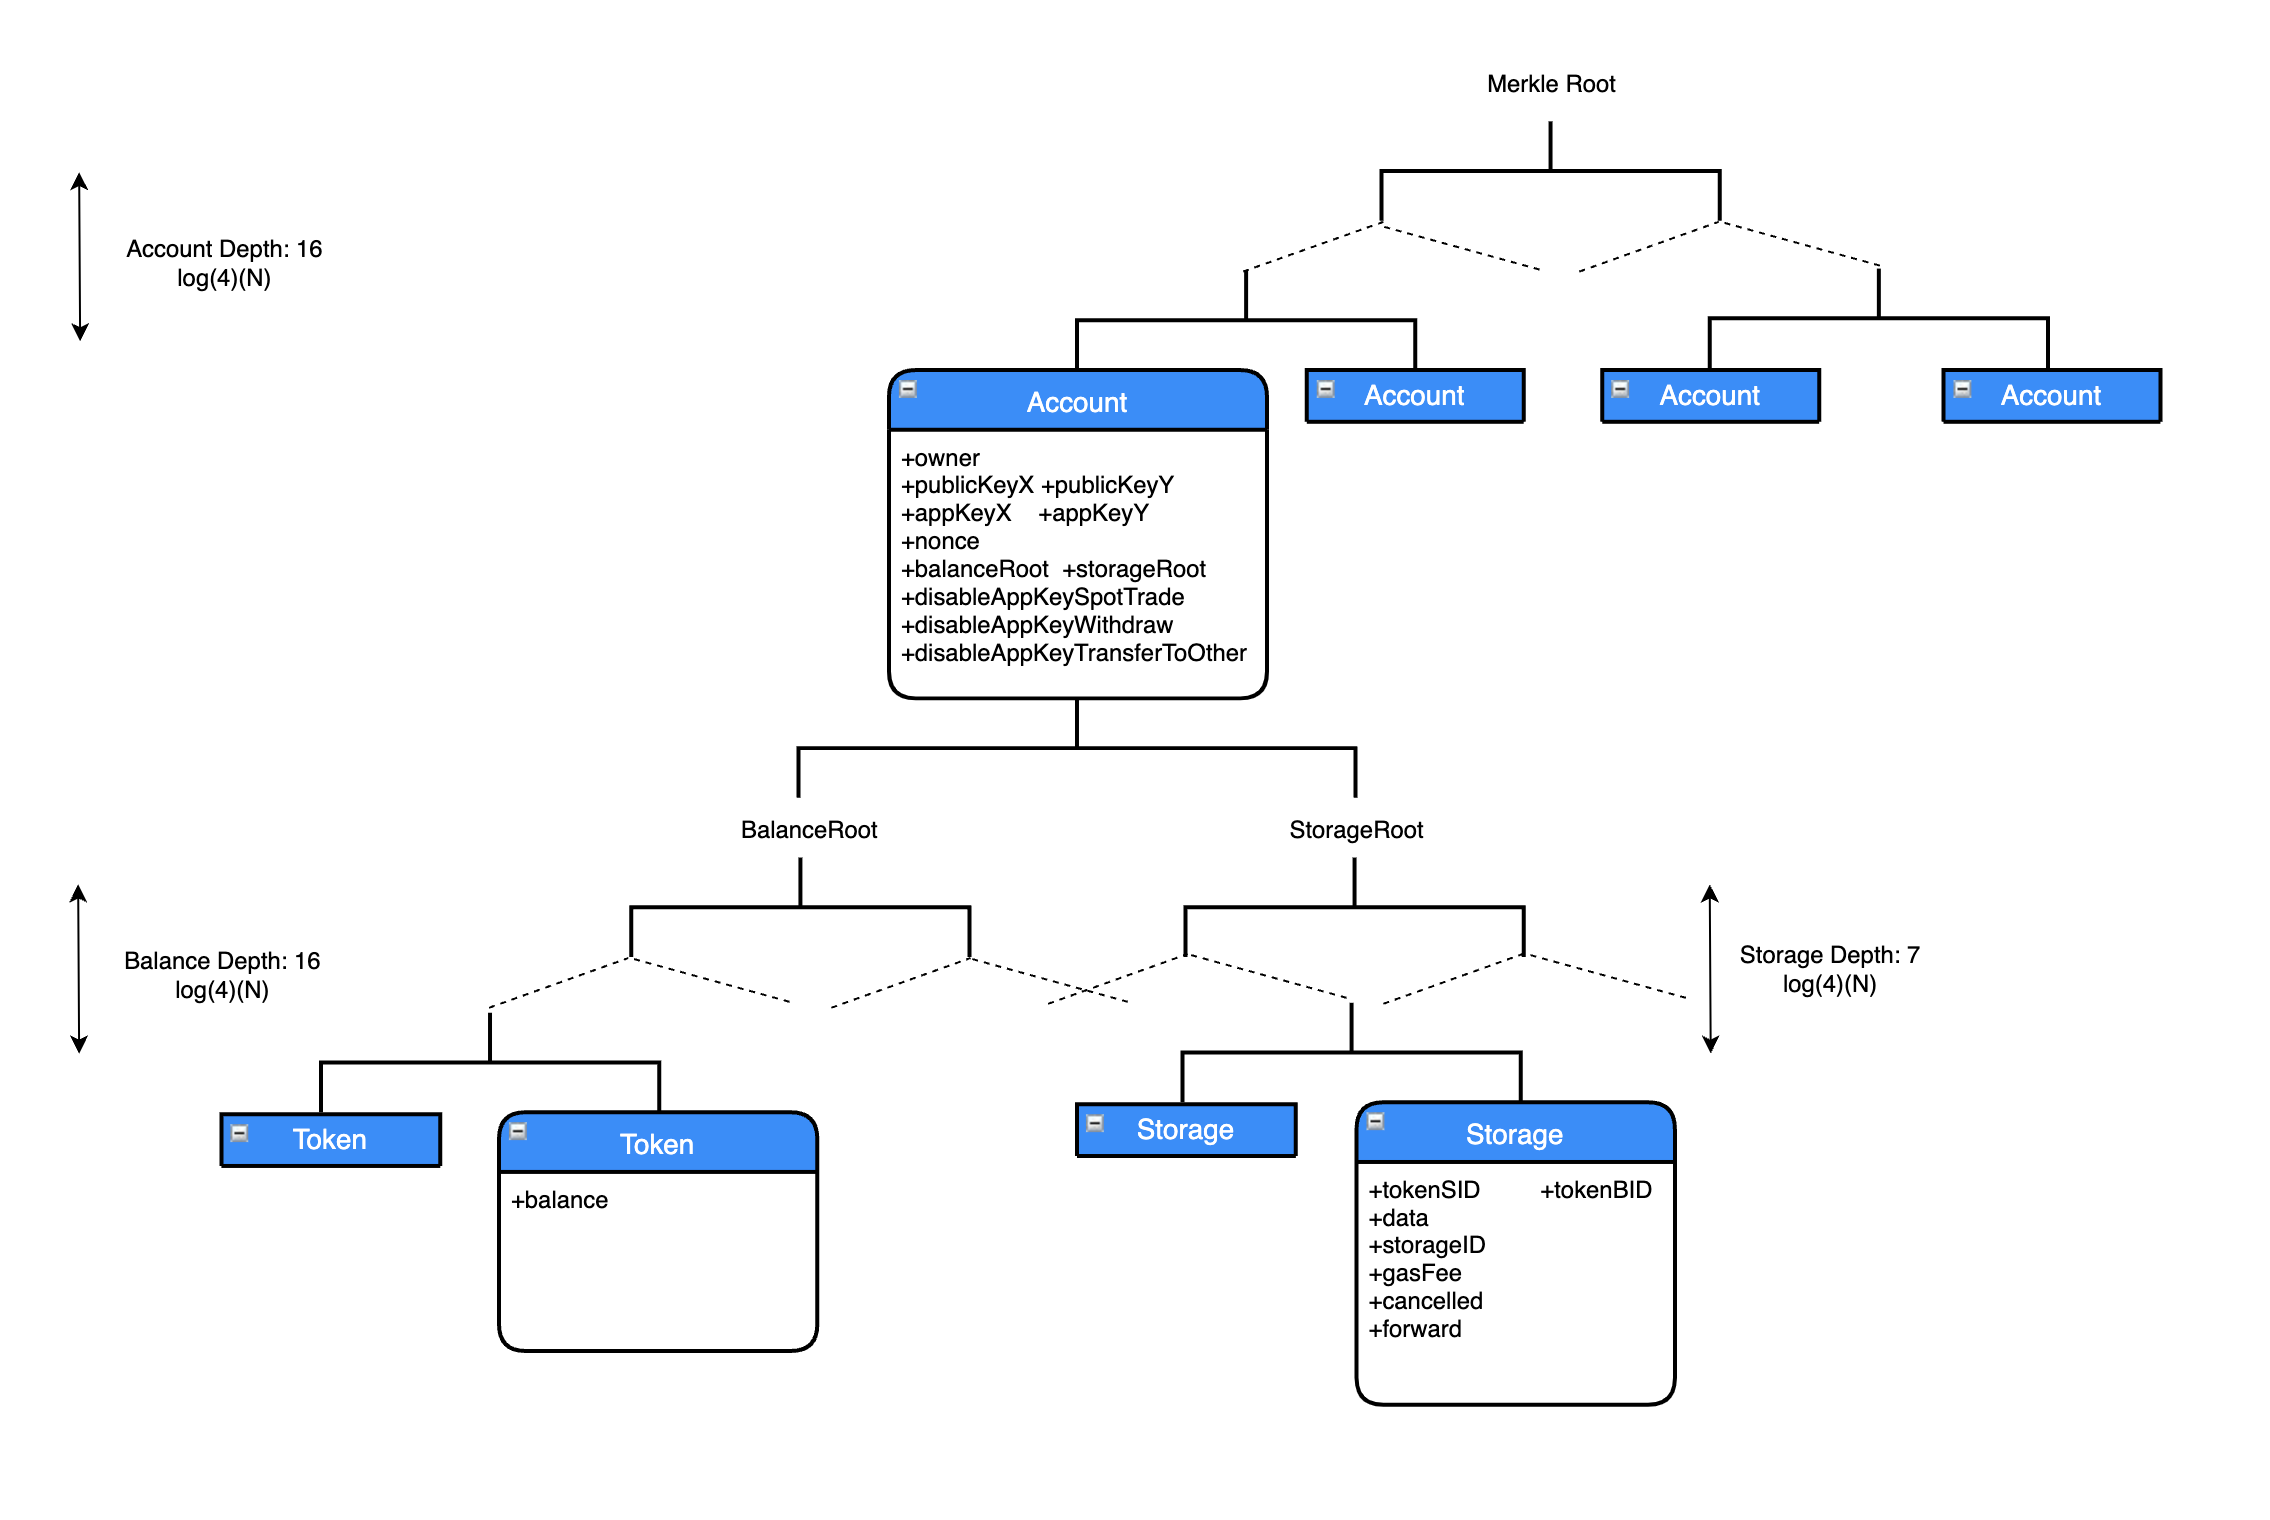 Merkle Root
Account Depth: 16
log(4)(N)
Account
Account
Account
Account
+owner
+publicKeyX +publicKeyY
+appKeyX +appKeyY
+nonce
+balanceRoot +storageRoot
+disableAppKeySpotTrade
+disableAppKeyWithdraw
+disableAppKeyTransferToOther
BalanceRoot
StorageRoot
Balance Depth: 16
log(4)(N)
Storage Depth: 7
log(4)(N)
Token
Token
+balance
Storage
Storage
+tokenSID +tokenBID
+data
+storageID
+gasFee
+cancelled
+forward